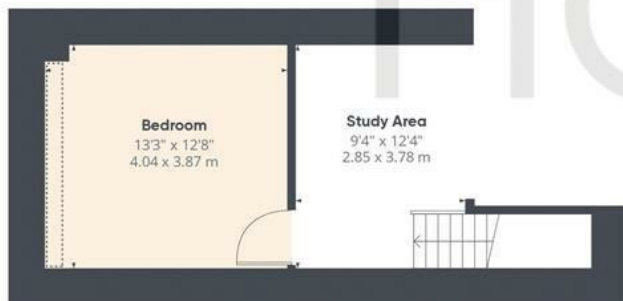 Bedroom
13'3" x 12'8"
4.04 x 3.87 m
Study Area
9'4" x 12'4"
2.85 x 3.78 m